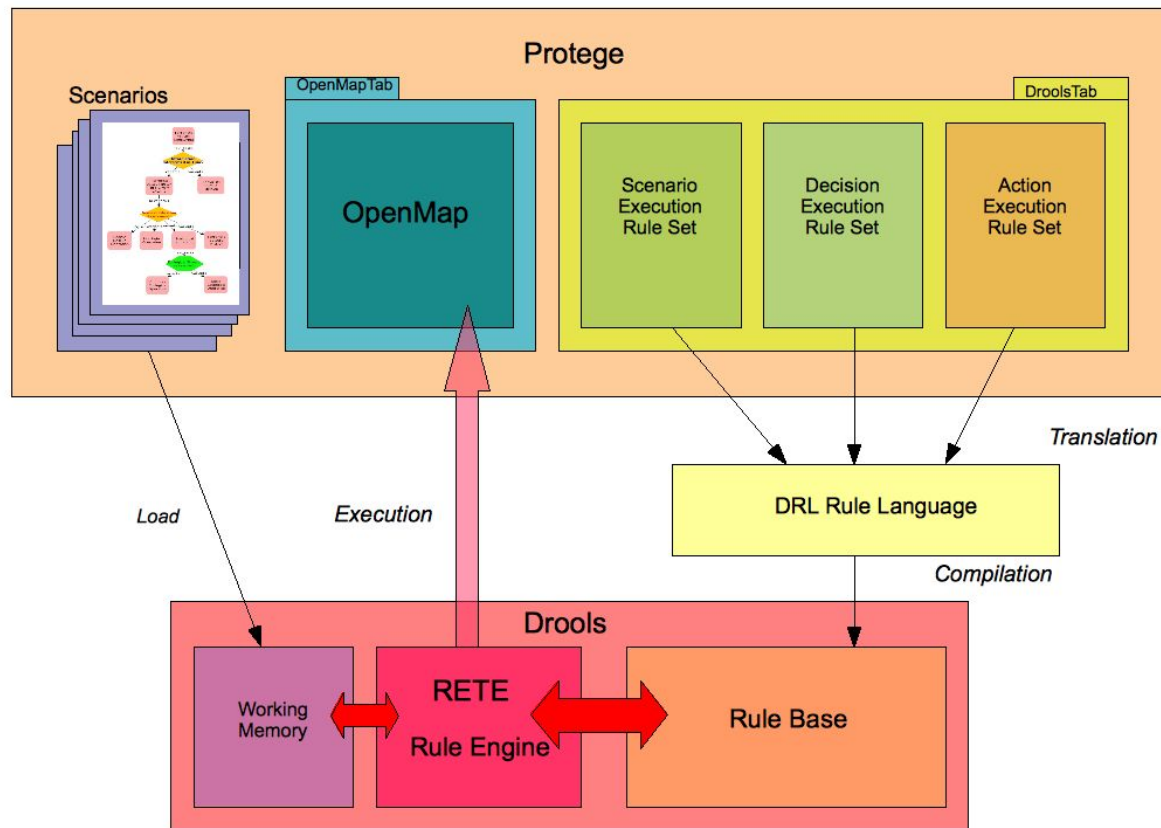 Protege
Scenarios
OpenMapTab
DroolsTab
OpenMap
Scenario
Execution
Rule Set
Decision
Execution
Rule Set
Action
Execution
Rule Set
Translation
Load
Execution
DRL Rule Language
Compilation
Drools
Working
Memory
RETE
Rule Engine
Rule Base